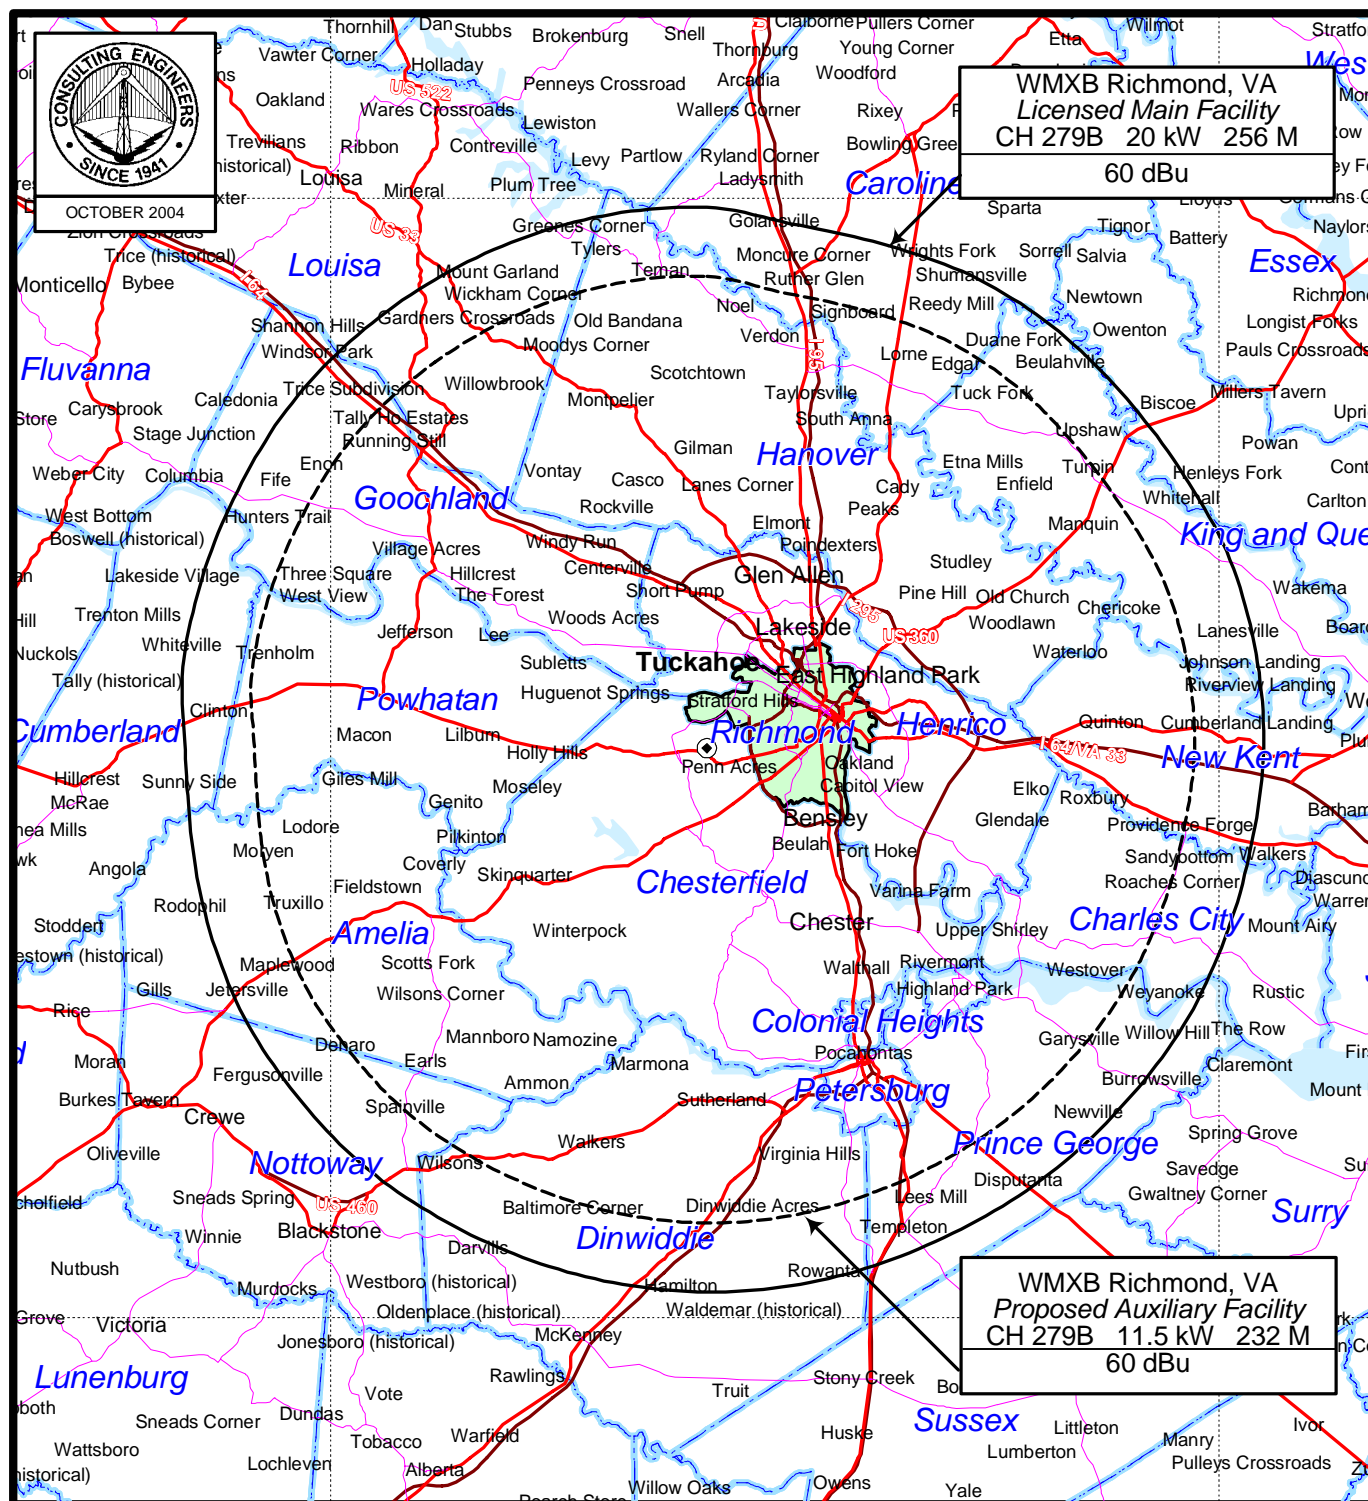 Thornhill
Dan
Stubbs
Brokenburg
Snell
Claiborne
Pullers Corner
Wilmot
Vawter Corner
Holladay
Thornburg
Young Corner
Etta
CONSULTING ENGINEERS
SINCE 1941
OCTOBER 2004
US 522
Penneys Crossroad
Arcadia
Woodford
WMXB Richmond, VA
Licensed Main Facility
CH 279B 20 kW 256 M
60 dBu
Oakland
Wares Crossroads
Lewiston
Wallers Corner
Rixey
Trevilians
Ribbon
Contreville
Levy
Partlow
Ryland Corner
(historical)
Louisa
Mineral
Plum Tree
Ladysmith
Caroline
Sparta
Lloyds
Zion Crossroads
US 33
Greenes Corner
Golansville
Tignor
Battery
Trice (historical)
Louisa
Tylers
Moncure Corner
Wrights Fork
Sorrell
Salvia
Essex
Monticello
Bybee
I-64
Mount Garland
Teman
Ruther Glen
Shumansville
Wickham Corner
Noel
Signboard
Reedy Mill
Newtown
Shannon Hills
Gardners Crossroads
Old Bandana
Verdon
I-95
Owenton
Longist Forks
Windsor Park
Moodys Corner
Lorne
Duane Fork
Pauls Crossroads
Fluvanna
Scotchtown
Edgar
Beulahville
Trice Subdivision
Willowbrook
Taylorsville
Tuck Fork
Millers Tavern
Store
Carysbrook
Caledonia
Montpelier
Biscoe
Stage Junction
Tally Ho Estates
South Anna
Upshaw
Powan
Running Still
Gilman
Hanover
Weber City
Columbia
Fife
Enon
Vontay
Casco
Lanes Corner
Etna Mills
Turpin
Henleys Fork
Enfield
Goochland
Cady
Whitehall
Carlton
West Bottom
Hunters Trail
Rockville
Elmont
Peaks
Manquin
Boswell (historical)
Village Acres
Windy Run
Poindexters
King and Que
Lakeside Village
Three Square
Hillcrest
Centerville
Glen Allen
Studley
Wakema
West View
The Forest
Short Pump
Pine Hill
Old Church
Trenton Mills
Woods Acres
I-295
Chericoke
Whiteville
Jefferson
Lee
Lakeside
US 360
Woodlawn
Lanesville
Nuckols
Trenholm
Subletts
Tuckahoe
Waterloo
Johnson Landing
Tally (historical)
Huguenot Springs
East Highland Park
Riverview Landing
Clinton
Powhatan
Stratford Hills
Cumberland
Macon
Lilburn
Holly Hills
Richmond
Henrico
Quinton
Cumberland Landing
I-64/VA 33
New Kent
Hillcrest
Sunny Side
Giles Mill
Moseley
Penn Acres
Oakland
McRae
Genito
Capitol View
Elko
Roxbury
Lodore
Pilkinton
Bensley
Glendale
Providence Forge
Angola
Morven
Coverly
Skinquarter
Beulah
Fort Hoke
Sandybottom
Walkers
Fieldstown
Chesterfield
Varina Farm
Roaches Corner
Rodophil
Truxillo
Stoddert
Amelia
Winterpock
Chester
Upper Shirley
Charles City
Mount Airy
Maplewood
Scotts Fork
Walthall
Rivermont
Westover
Gills
Jetersville
Wilsons Corner
Highland Park
Weyanoke
Rustic
Rice
Colonial Heights
Denaro
Mannboro
Namozine
Garysville
Willow Hill
The Row
Moran
Earls
Marmona
Pocahontas
Claremont
Fergusonville
Ammon
Petersburg
Burrowsville
Mount
Burkes Tavern
Crewe
Spainville
Sutherland
Newville
Oliveville
Walkers
Virginia Hills
Prince George
Spring Grove
Nottoway
Wilsons
Disputanta
Savedge
Sneads Spring
US 460
Baltimore Corner
Dinwiddie Acres
Lees Mill
Gwaltney Corner
Winnie
Blackstone
Dinwiddie
Templeton
Surry
Nutbush
Darvills
Rowanta
Murdocks
Westboro (historical)
Hamilton
WMXB Richmond, VA
Proposed Auxiliary Facility
CH 279B 11.5 kW 232 M
60 dBu
Grove
Victoria
Oldenplace (historical)
Waldemar (historical)
Jonesboro (historical)
McKenney
Lunenburg
Rawlings
Truit
Stony Creek
Vote
Sneads Corner
Dundas
Sussex
Littleton
Ivor
Wattsboro
Tobacco
Warfield
Huske
Lumberton
Manry
Lochleven
Alberta
Willow Oaks
Owens
Yale
Pulleys Crossroads